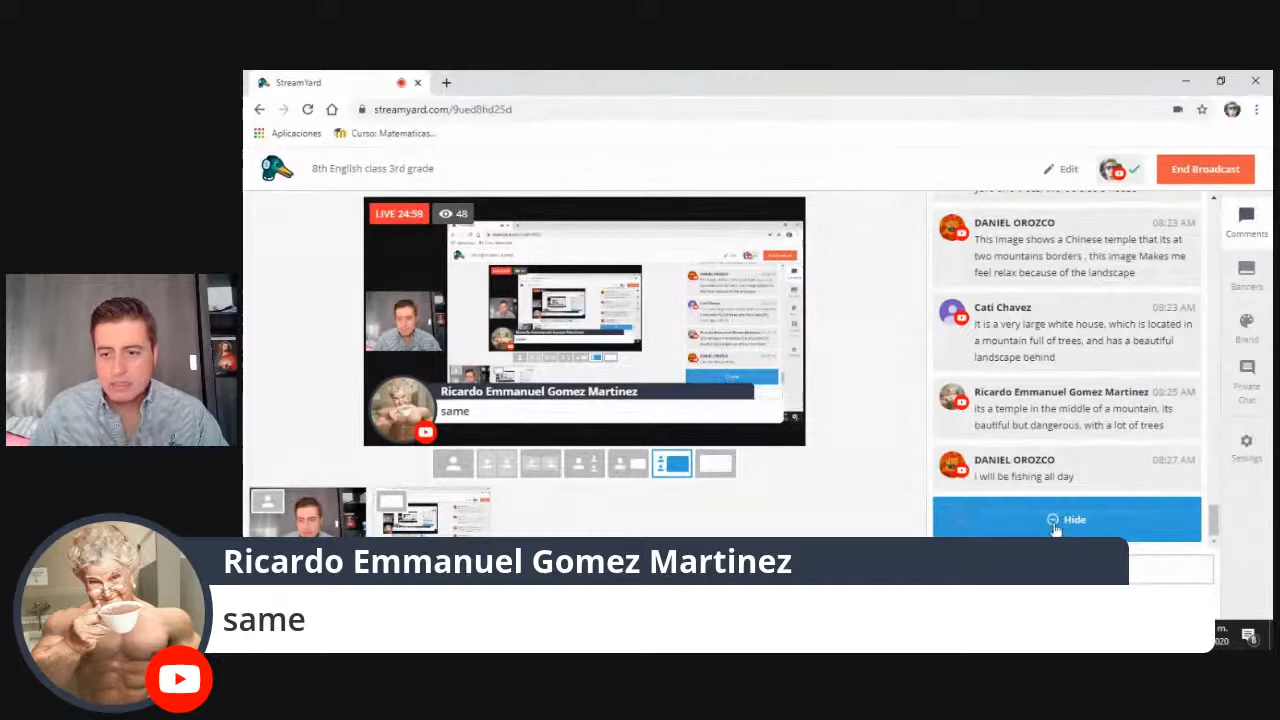 StreamYard
streamyard.com/9ued8hd25d
Aplicaciones
Curso: Matematicas...
8th English class 3rd grade
Edit
End Broadcast
LIVE 24:59
48
Ricardo Emmanuel Gomez Martinez
same
DANIEL OROZCO 08:23 AM
This image shows a Chinese temple that its at
two mountains borders , this image Makes me
feel relax because of the landscape
Cati Chavez 08:23 AM
it is a very large white house, which is located in
a mountain full of trees, and has a beautiful
landscape behind
Ricardo Emmanuel Gomez Martinez 08:25 AM
its a temple in the middle of a mountain, its
bautiful but dangerous, with a lot of trees
DANIEL OROZCO 08:27 AM
i will be fishing all day
Hide
Comments
Banners
Brand
Private
Chat
Settings
Ricardo Emmanuel Gomez Martinez
same
m.
020